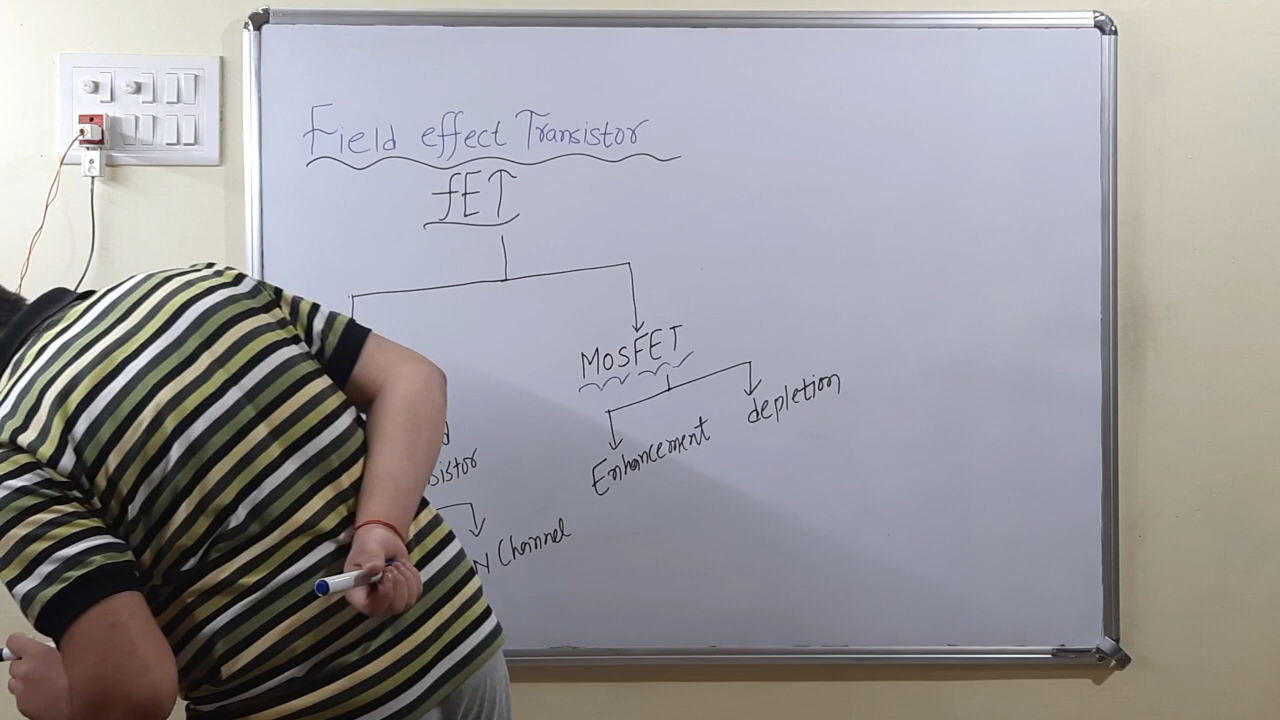 Field effect Transistor
fET
MosFET
Enhancement
depletion
N Channel